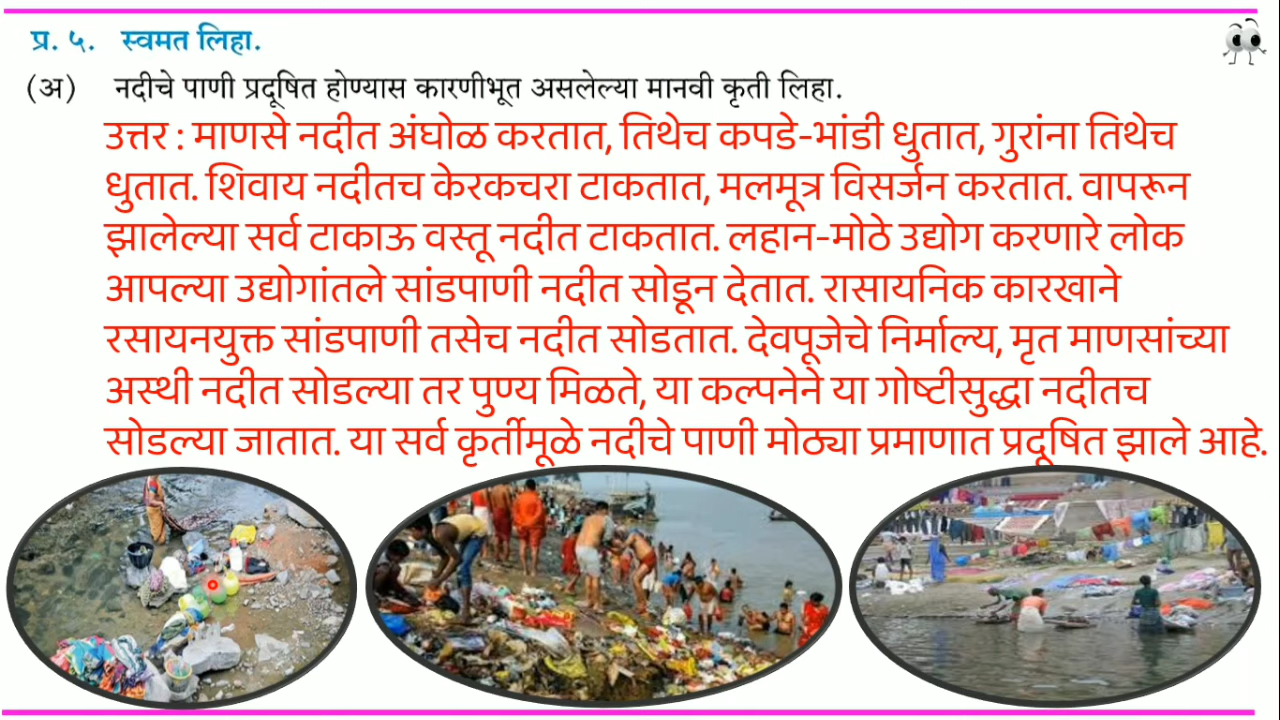 प्र. ५. स्वमत लिहा.
(अ) नदीचे पाणी प्रदूषित होण्यास कारणीभूत असलेल्या मानवी कृती लिहा.
उत्तर : माणसे नदीत अंघोळ करतात, तिथेच कपडे-भांडी धुतात, गुरांना तिथेच
धुतात. शिवाय नदीतच केरकचरा टाकतात, मलमूत्र विसर्जन करतात. वापरून
झालेल्या सर्व टाकाऊ वस्तू नदीत टाकतात. लहान-मोठे उद्योग करणारे लोक
आपल्या उद्योगांतले सांडपाणी नदीत सोडून देतात. रासायनिक कारखाने
रसायनयुक्त सांडपाणी तसेच नदीत सोडतात. देवपूजेचे निर्माल्य, मृत माणसांच्या
अस्थी नदीत सोडल्या तर पुण्य मिळते, या कल्पनेने या गोष्टीसुद्धा नदीतच
सोडल्या जातात. या सर्व कृर्तीमूळे नदीचे पाणी मोठ्या प्रमाणात प्रदूषित झाले आहे.